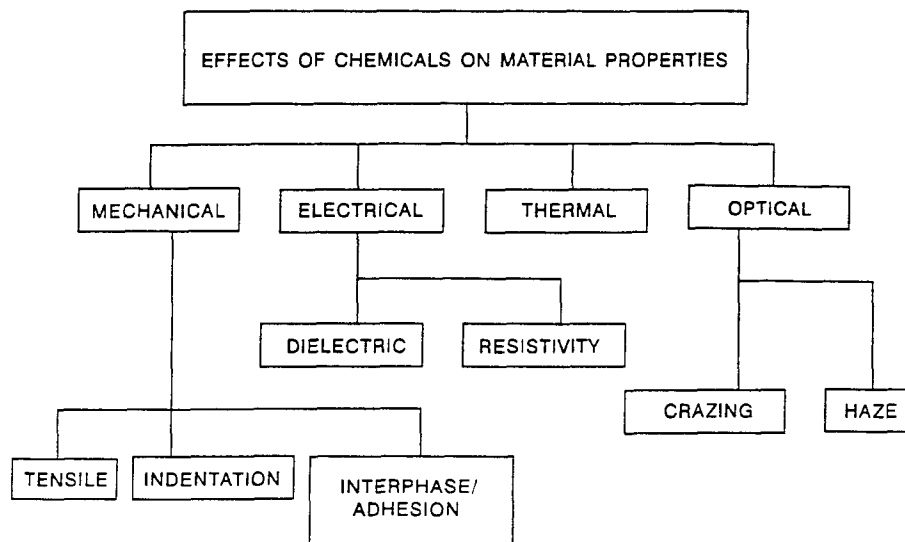 EFFECTS OF CHEMICALS ON MATERIAL PROPERTIES
MECHANICAL
ELECTRICAL
THERMAL
OPTICAL
DIELECTRIC
RESISTIVITY
CRAZING
HAZE
TENSILE
INDENTATION
INTERPHASE/
ADHESION